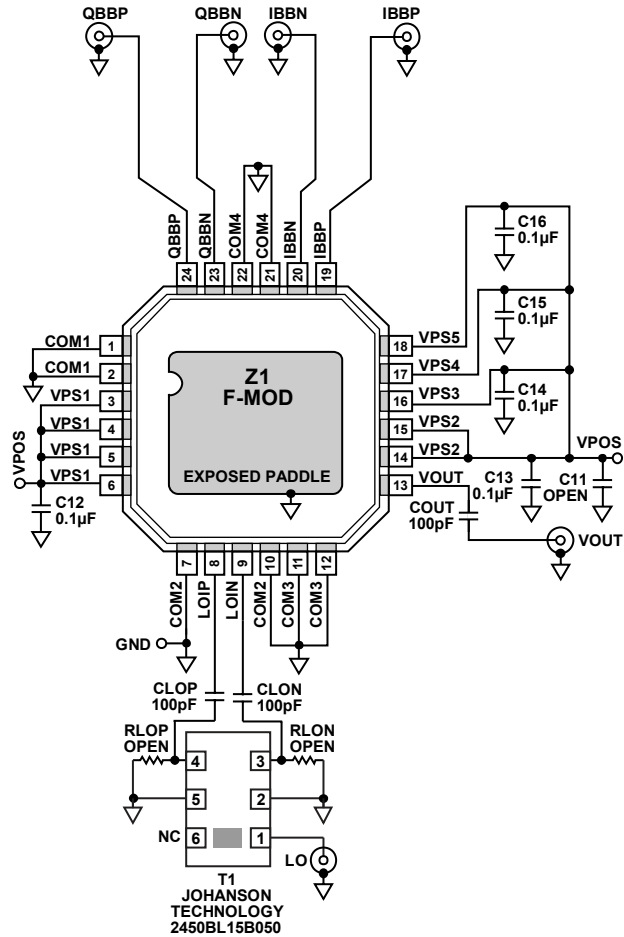 QBBP
QBBN
IBBN
IBBP
QBBP
QBBN
COM4
COM4
IBBN
IBBP
24
23
22
21
20
19
C16
0.1µF
C15
0.1µF
C14
0.1µF
COM1
1
COM1
2
VPS1
3
VPS1
4
VPS1
5
VPS1
6
VPOS
C12
0.1µF
Z1
F-MOD
EXPOSED PADDLE
18
VPS5
17
VPS4
16
VPS3
15
VPS2
14
VPS2
13
VOUT
VPOS
C13
0.1µF
C11
OPEN
COUT
100pF
VOUT
7
8
9
10
11
12
COM2
LOIP
LOIN
COM2
COM3
COM3
GND
CLOP
100pF
CLON
100pF
RLOP
OPEN
RLON
OPEN
4
3
5
2
NC
6
1
LO
T1
JOHANSON
TECHNOLOGY
2450BL15B050